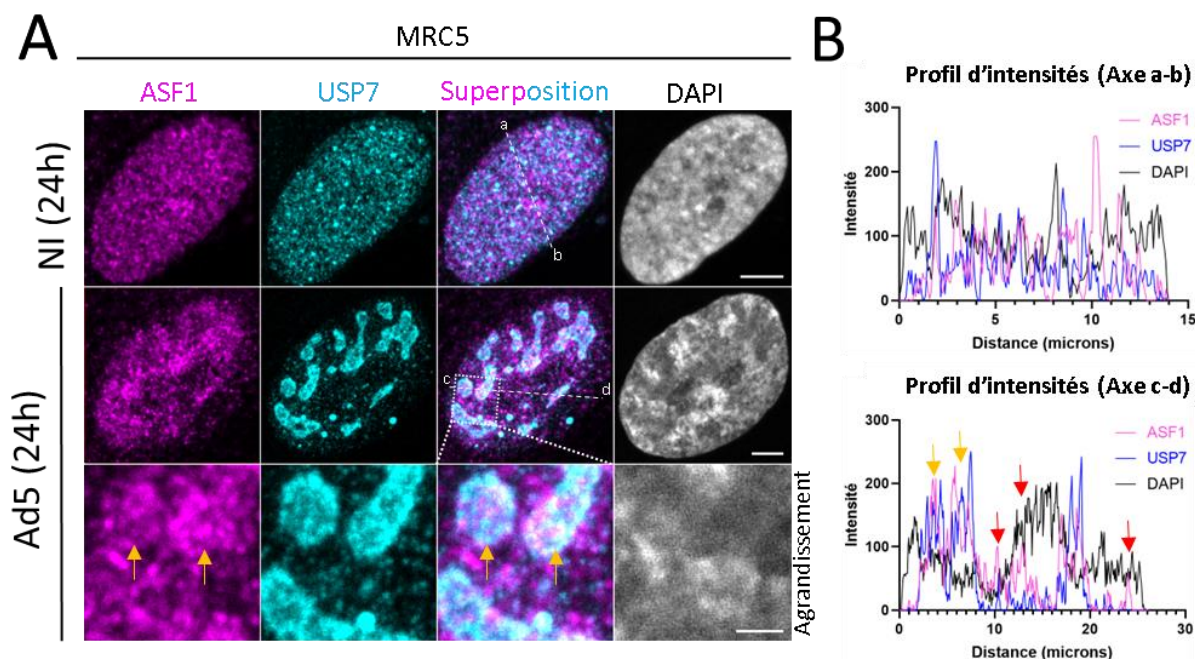 A
MRC5
ASF1 USP7 Superposition DAPI
NI (24h)
a
b
Ad5 (24h)
c
d
Agrandissement
B
Profil d'intensités (Axe a-b)
Intensité
300
200
100
0
0 5 10 15
Distance (microns)
ASF1
USP7
DAPI
Profil d'intensités (Axe c-d)
Intensité
300
200
100
0
0 10 20 30
Distance (microns)
ASF1
USP7
DAPI